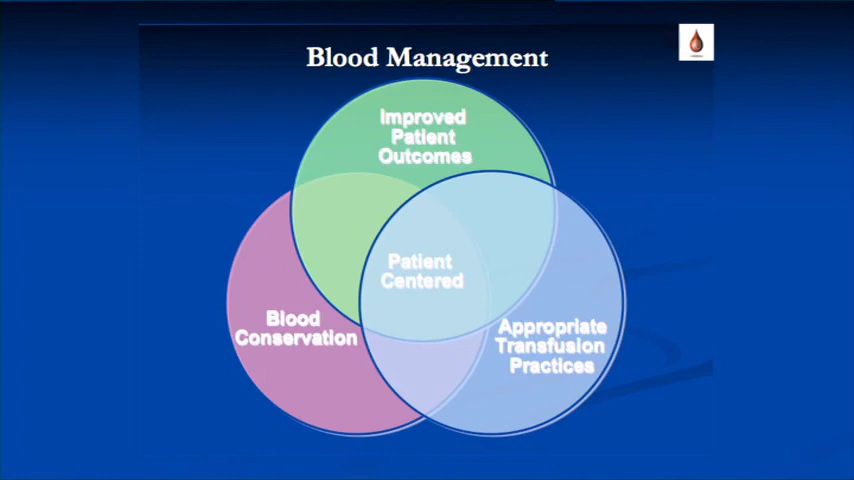 Blood Management
Improved
Patient
Outcomes
Patient
Centered
Blood
Conservation
Appropriate
Transfusion
Practices